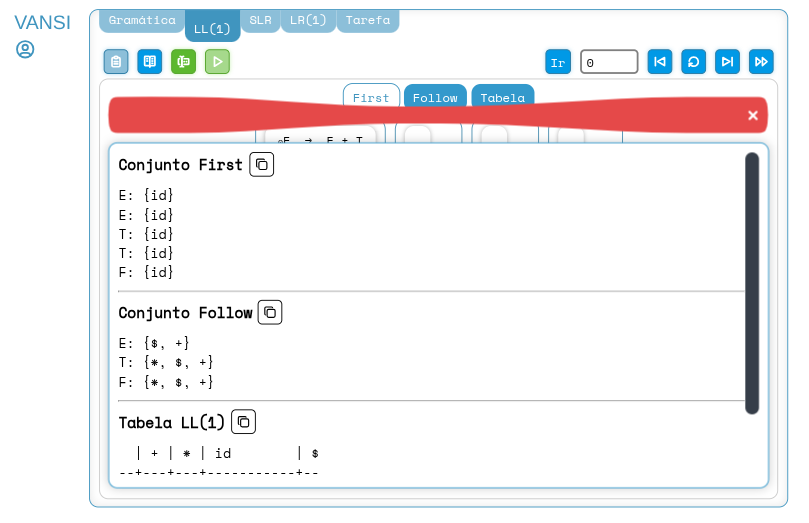 VANSI
Gramática LL(1) SLR LR(1) Tarefa
Ir 0
First Follow Tabela
E → E + T
Conjunto First
E: {id}
E: {id}
T: {id}
T: {id}
F: {id}
Conjunto Follow
E: {$, +}
T: {*, $, +}
F: {*, $, +}
Tabela LL(1)
| + | * | id | $
--+---+---+-----------+--